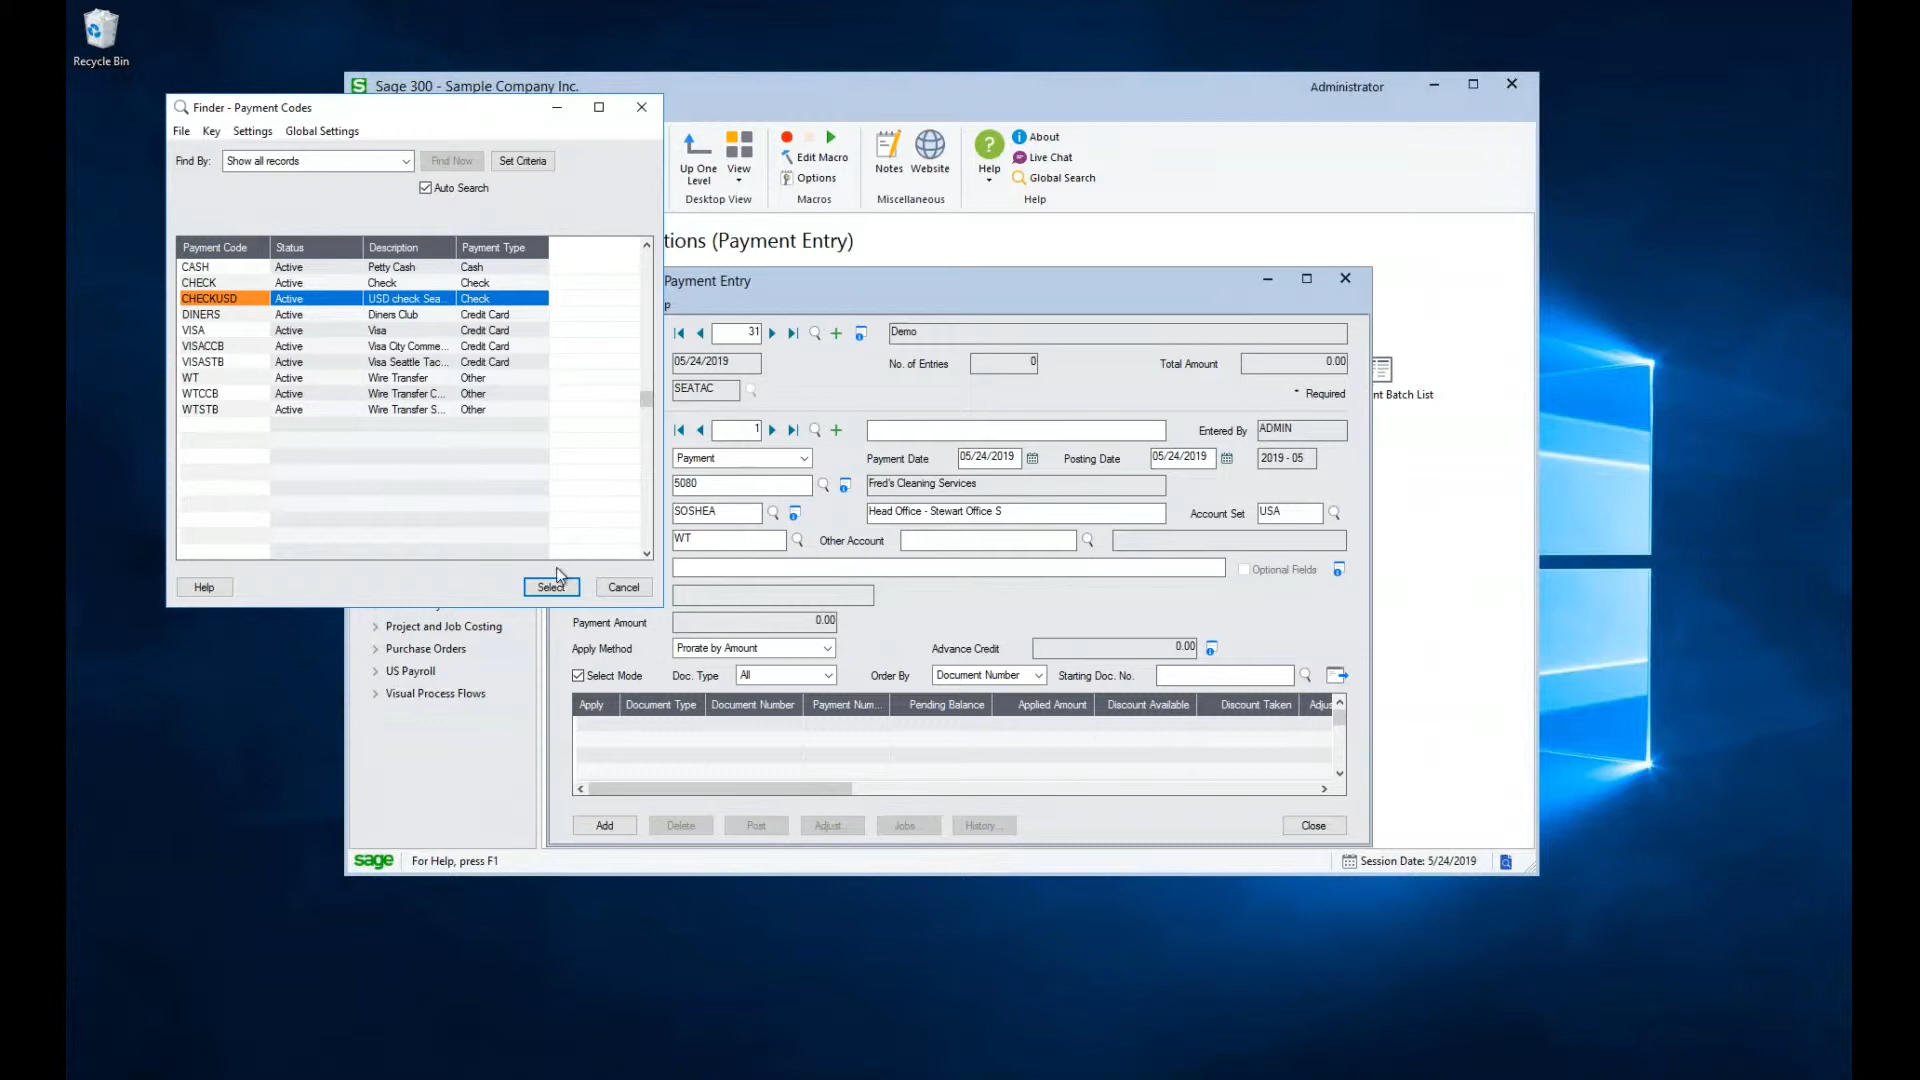 Recycle Bin
Sage 300 - Sample Company Inc.
Administrator
Finder - Payment Codes
File Key Settings Global Settings
Find By: Show all records Find Now Set Criteria
Auto Search
Payment Code Status Description Payment Type
CASH Active Petty Cash Cash
CHECK Active Check Check
CHECKUSD Active USD check Sea... Check
DINERS Active Diners Club Credit Card
VISA Active Visa Credit Card
VISACCB Active Visa City Comme... Credit Card
VISASTB Active Visa Seattle Tac... Credit Card
WT Active Wire Transfer Other
WTCCB Active Wire Transfer C... Other
WTSTB Active Wire Transfer S... Other
Help Select Cancel
Up One Level
View
Desktop View
Edit Macro
Options
Macros
Notes
Website
Miscellaneous
Help
About
Live Chat
Global Search
Help
tions (Payment Entry)
Payment Entry
p
31 Demo
05/24/2019 No. of Entries 0 Total Amount 0.00
SEATAC * Required
nt Batch List
1 Entered By ADMIN
Payment Payment Date 05/24/2019 Posting Date 05/24/2019 2019 - 05
5080 Fred's Cleaning Services
SOSHEA Head Office - Stewart Office S Account Set USA
WT Other Account
Optional Fields
Payment Amount 0.00
Apply Method Prorate by Amount Advance Credit 0.00
Select Mode Doc. Type All Order By Document Number Starting Doc. No.
Apply Document Type Document Number Payment Num... Pending Balance Applied Amount Discount Available Discount Taken Adjus
Add Delete Post Adjust... Jobs... History... Close
Project and Job Costing
Purchase Orders
US Payroll
Visual Process Flows
sage For Help, press F1 Session Date: 5/24/2019